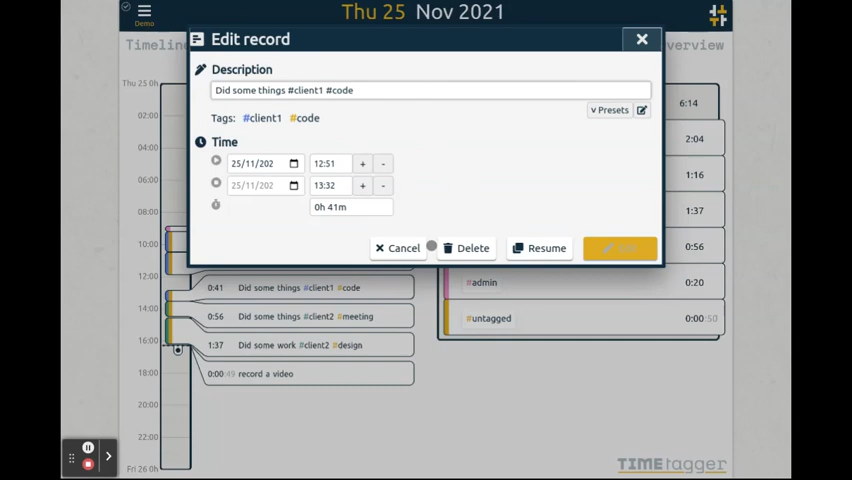 Demo
Thu 25 Nov 2021
Timeline
verview
Edit record
Description
Did some things #client1 #code
Presets
Tags: #client1 #code
Time
25/11/202 12:51 + -
25/11/202 13:32 + -
0h 41m
Cancel
Delete
Resume
Thu 25 0h
02:00
04:00
06:00
08:00
10:00
12:00
14:00
16:00
18:00
20:00
22:00
Fri 26 0h
0:41 Did some things #client1 #code
0:56 Did some things #client2 #meeting
1:37 Did some work #client2 #design
0:00:49 record a video
6:14
2:04
1:16
1:37
0:56
#admin 0:20
#untagged 0:00:50
TIMEtagger